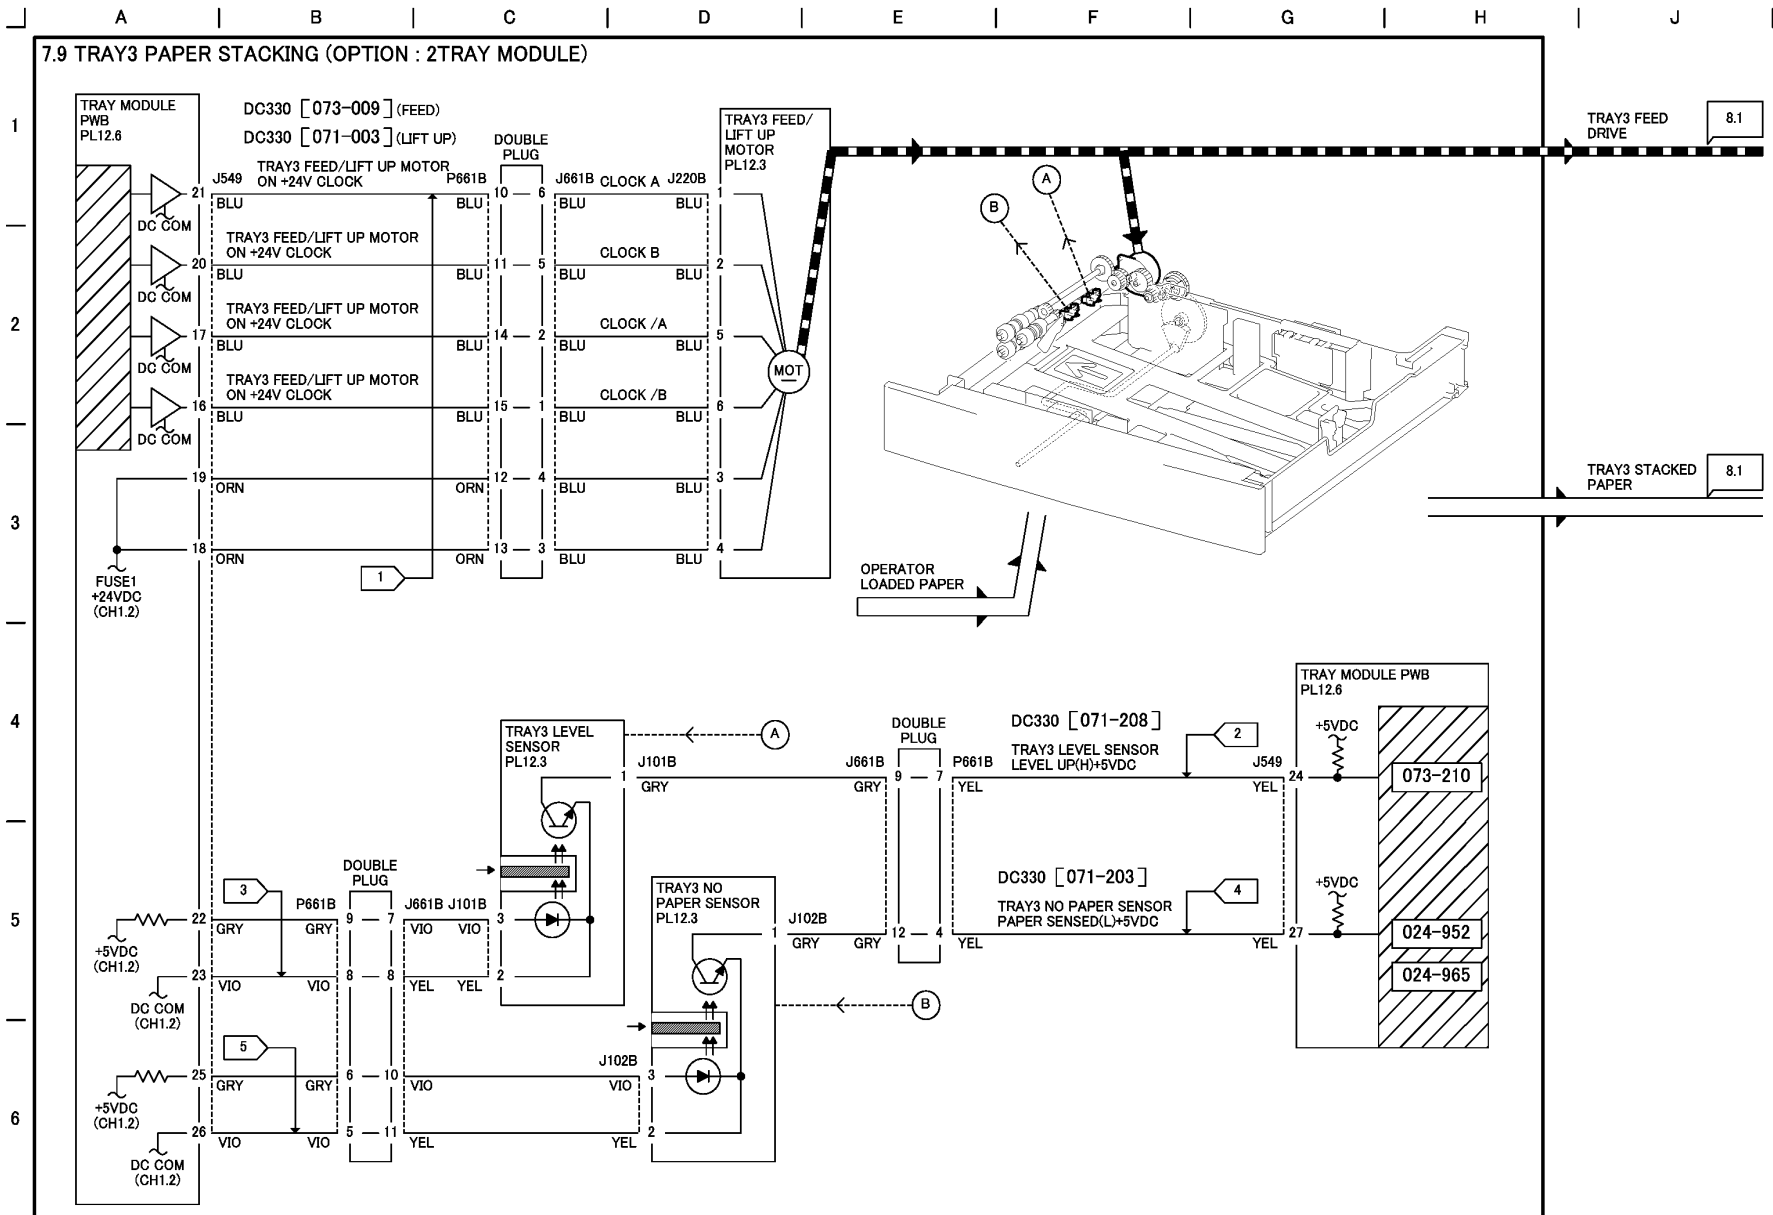 A B C D E F G H J
7.9 TRAY3 PAPER STACKING (OPTION : 2TRAY MODULE)
1
2
3
4
5
6
TRAY MODULE
PWB
PL12.6
DC330 [073-009] (FEED)
DC330 [071-003] (LIFT UP)
DOUBLE
PLUG
TRAY3 FEED/
LIFT UP
MOTOR
PL12.3
TRAY3 FEED
DRIVE
8.1
21 J549
TRAY3 FEED/LIFT UP MOTOR
ON +24V CLOCK
P661B 10 6 J661B CLOCK A J220B 1
BLU BLU BLU BLU
DC COM
TRAY3 FEED/LIFT UP MOTOR
ON +24V CLOCK
20 11 5 CLOCK B 2
BLU BLU BLU BLU
DC COM
TRAY3 FEED/LIFT UP MOTOR
ON +24V CLOCK
17 14 2 CLOCK /A 5
BLU BLU BLU BLU
DC COM
MOT
TRAY3 FEED/LIFT UP MOTOR
ON +24V CLOCK
16 15 1 CLOCK /B 6
BLU BLU BLU BLU
DC COM
19 12 4 3
ORN ORN BLU BLU
18 13 3 4
ORN ORN BLU BLU
FUSE1
+24VDC
(CH1.2)
1
A
B
OPERATOR
LOADED PAPER
TRAY3 STACKED
PAPER
8.1
TRAY MODULE PWB
PL12.6
TRAY3 LEVEL
SENSOR
PL12.3
A
DOUBLE
PLUG
DC330 [071-208]
2
+5VDC
TRAY3 LEVEL SENSOR
LEVEL UP(H)+5VDC
1 J101B J661B 9 7 P661B J549 24
GRY GRY YEL YEL
073-210
DOUBLE
PLUG
3
TRAY3 NO
PAPER SENSOR
PL12.3
DC330 [071-203]
4
+5VDC
TRAY3 NO PAPER SENSOR
PAPER SENSED(L)+5VDC
P661B J661B J101B
22 9 7 3
GRY GRY VIO VIO
+5VDC
(CH1.2)
1 J102B 12 4 27
GRY GRY YEL YEL
024-952
024-965
23 8 8 2
VIO VIO YEL YEL
DC COM
(CH1.2)
B
5
J102B
25 6 10 3
GRY GRY VIO VIO
+5VDC
(CH1.2)
26 5 11 2
VIO VIO YEL YEL
DC COM
(CH1.2)